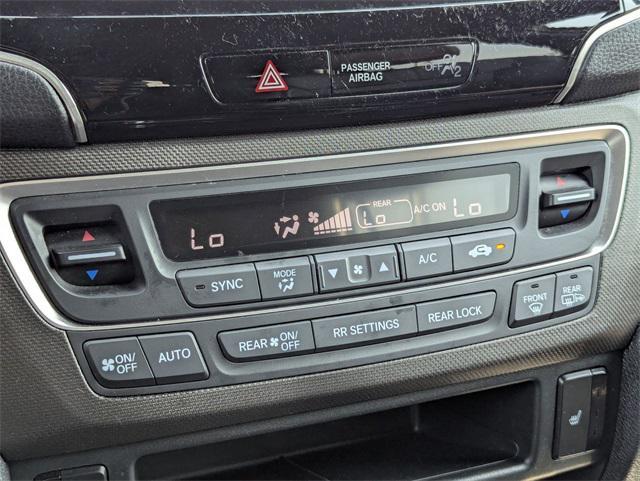 PASSENGER
AIRBAG
OFF
2
Lo
REAR
Lo
A/C ON
Lo
SYNC
MODE
A/C
FRONT
REAR
ON/
OFF
AUTO
REAR ON/
OFF
RR SETTINGS
REAR LOCK